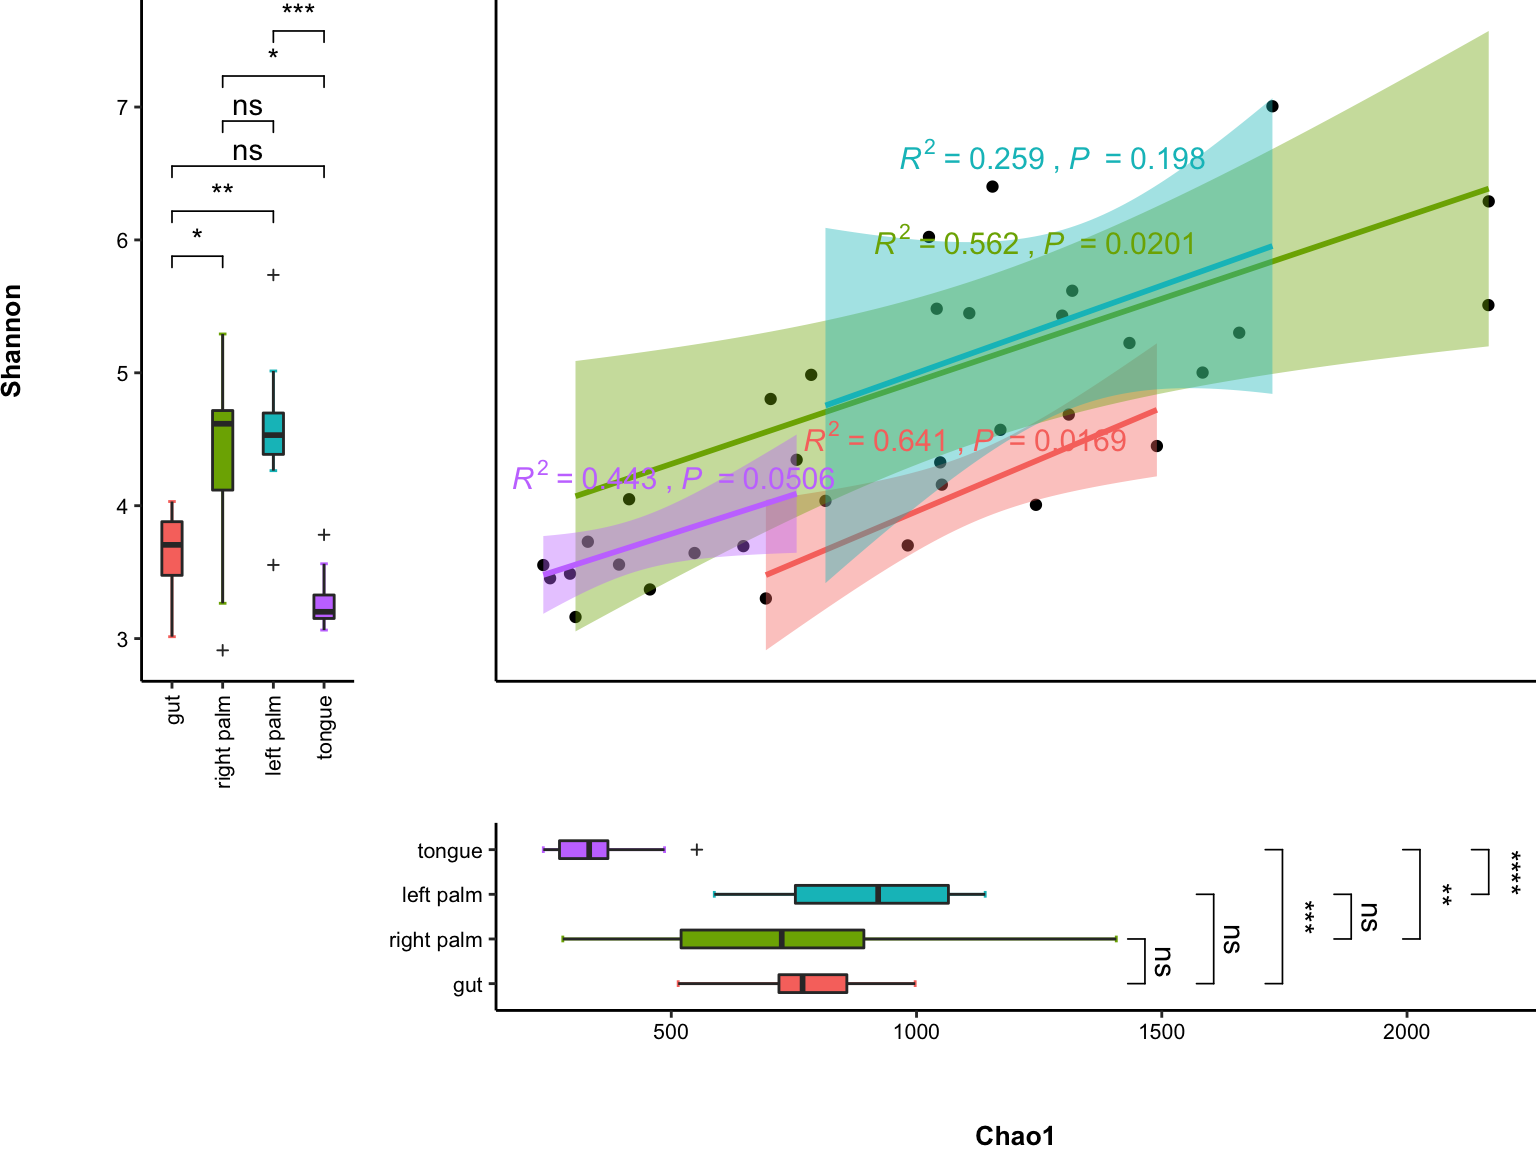 ***
*
7
ns
ns
R2 = 0.259 , P = 0.198
**
*
6
R2 = 0.562 , P = 0.0201
Shannon
5
R2 = 0.641 , P = 0.0169
R2 = 0.443 , P = 0.0506
4
3
gut
right palm
left palm
tongue
tongue
left palm
right palm
gut
ns
ns
***
ns
**
****
500
1000
1500
2000
Chao1